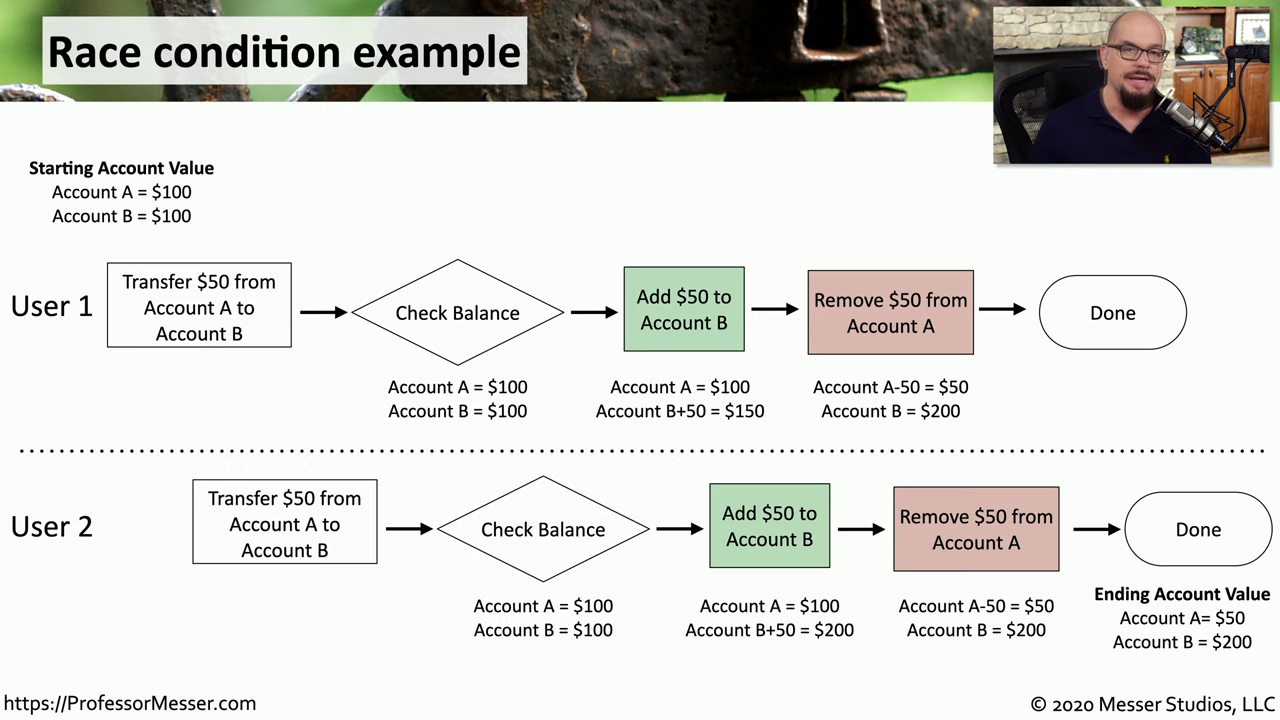 Race condition example
Starting Account Value
Account A = $100
Account B = $100
User 1
Transfer $50 from
Account A to
Account B
Check Balance
Add $50 to
Account B
Remove $50 from
Account A
Done
Account A = $100
Account B = $100
Account A = $100
Account B+50 = $150
Account A-50 = $50
Account B = $200
User 2
Transfer $50 from
Account A to
Account B
Check Balance
Add $50 to
Account B
Remove $50 from
Account A
Done
Account A = $100
Account B = $100
Account A = $100
Account B+50 = $200
Account A-50 = $50
Account B = $200
Ending Account Value
Account A= $50
Account B = $200
https://ProfessorMesser.com
© 2020 Messer Studios, LLC